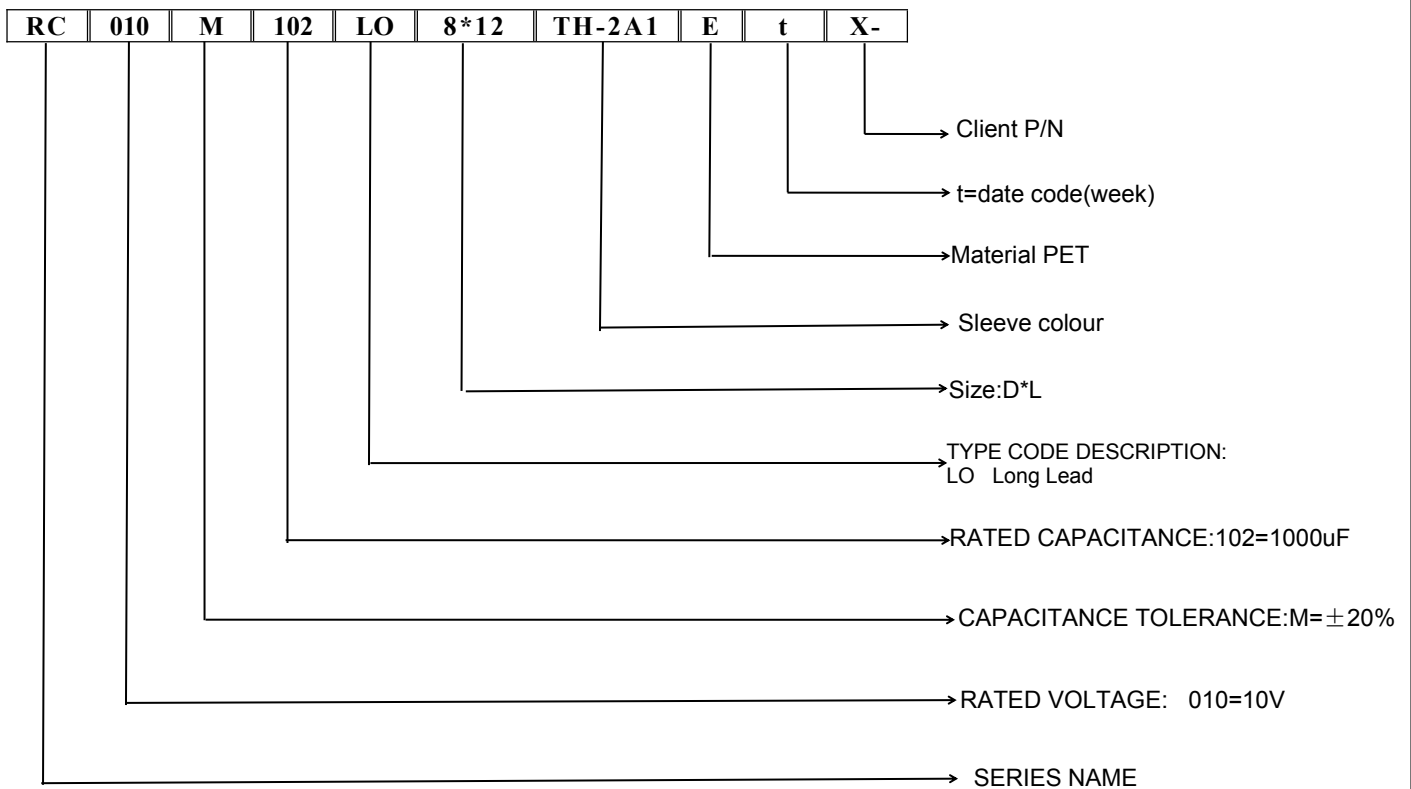 RC 010 M 102 LO 8*12 TH-2A1 E t X-
Client P/N
t=date code(week)
Material PET
Sleeve colour
Size:D*L
TYPE CODE DESCRIPTION:
LO Long Lead
RATED CAPACITANCE:102=1000uF
CAPACITANCE TOLERANCE:M=±20%
RATED VOLTAGE: 010=10V
SERIES NAME